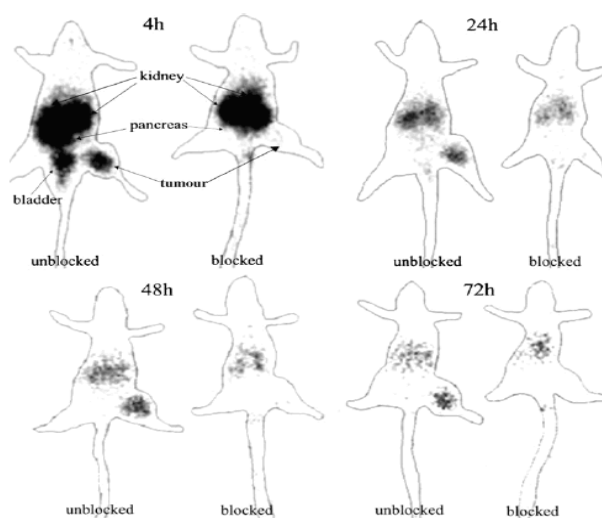 4h
24h
kidney
pancreas
bladder
tumour
unblocked
blocked
unblocked
blocked
48h
72h
unblocked
blocked
unblocked
blocked